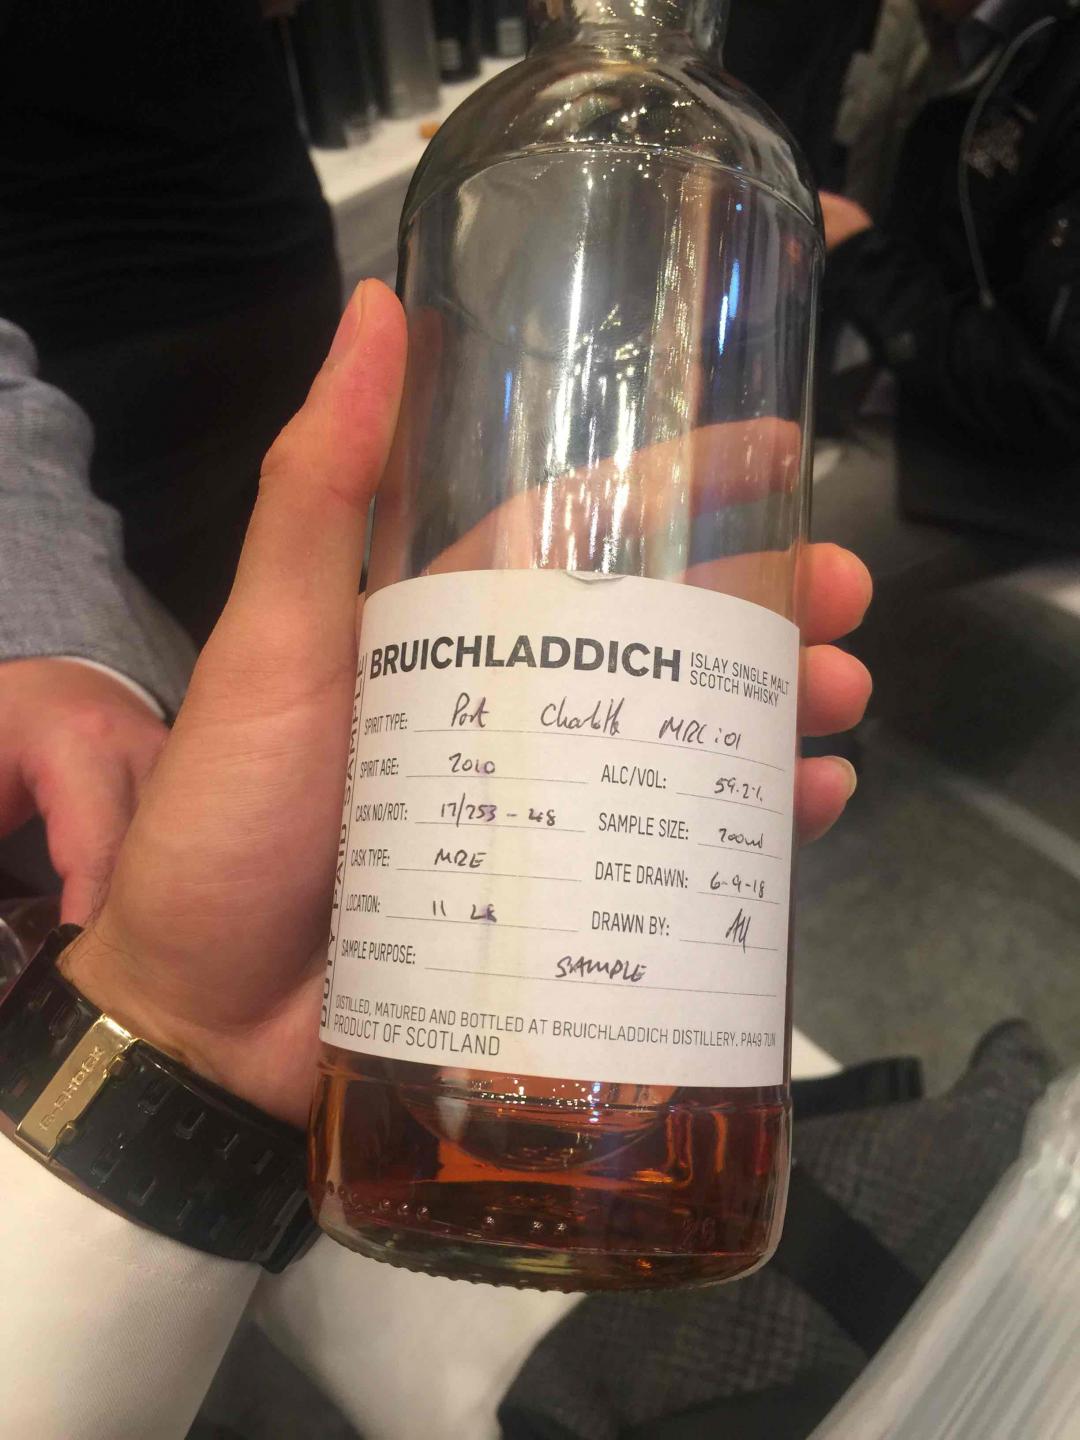 DUTY PAID SAMPLE
BRUICHLADDICH ISLAY SINGLE MALT SCOTCH WHISKY
SPIRIT TYPE: Port Charlotte MRC:01
SPIRIT AGE: 2010 ALC/VOL: 59.2%
CASK NO/ROT: 17/253 - 48 SAMPLE SIZE: 700ml
CASK TYPE: MRE DATE DRAWN: 6-9-18
LOCATION: 11 28 DRAWN BY:
SAMPLE PURPOSE: SAMPLE
DISTILLED, MATURED AND BOTTLED AT BRUICHLADDICH DISTILLERY. PA49 7UN
PRODUCT OF SCOTLAND
G-SHOCK